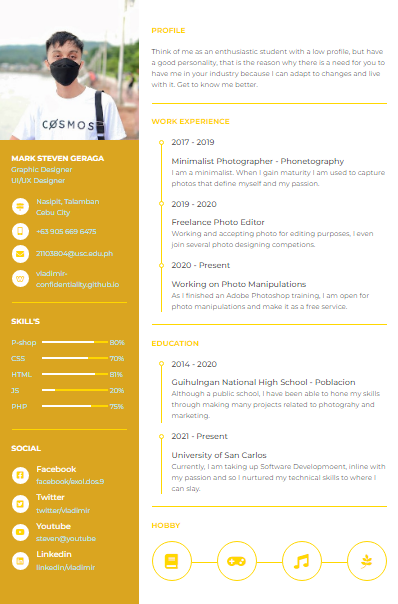 COSMOS
MARK STEVEN GERAGA
Graphic Designer
UI/UX Designer
Nasipit, Talamban
Cebu City
+63 905 669 6475
21103804@usc.edu.ph
vladimir-
confidentiality.github.io
SKILL'S
P-shop 80%
CSS 70%
HTML 81%
JS 20%
PHP 75%
SOCIAL
Facebook
facebook/exol.dos.9
Twitter
twitter/vladimir
Youtube
steven@youtube
Linkedin
linkedin/vladimir
PROFILE
Think of me as an enthusiastic student with a low profile, but have
a good personality, that is the reason why there is a need for you to
have me in your industry because I can adapt to changes and live
with it. Get to know me better.
WORK EXPERIENCE
2017 - 2019
Minimalist Photographer - Phonetography
I am a minimalist. When I gain maturity I am used to capture
photos that define myself and my passion.
2019 - 2020
Freelance Photo Editor
Working and accepting photo for editing purposes, I even
join several photo designing competions.
2020 - Present
Working on Photo Manipulations
As I finished an Adobe Photoshop training, I am open for
photo manipulations and make it as a free service.
EDUCATION
2014 - 2020
Guihulngan National High School - Poblacion
Although a public school, I have been able to hone my skills
through making many projects related to photograhy and
marketing.
2021 - Present
University of San Carlos
Currently, I am taking up Software Developmoent, inline with
my passion and so I nurtured my technical skills to where I
can slay.
HOBBY